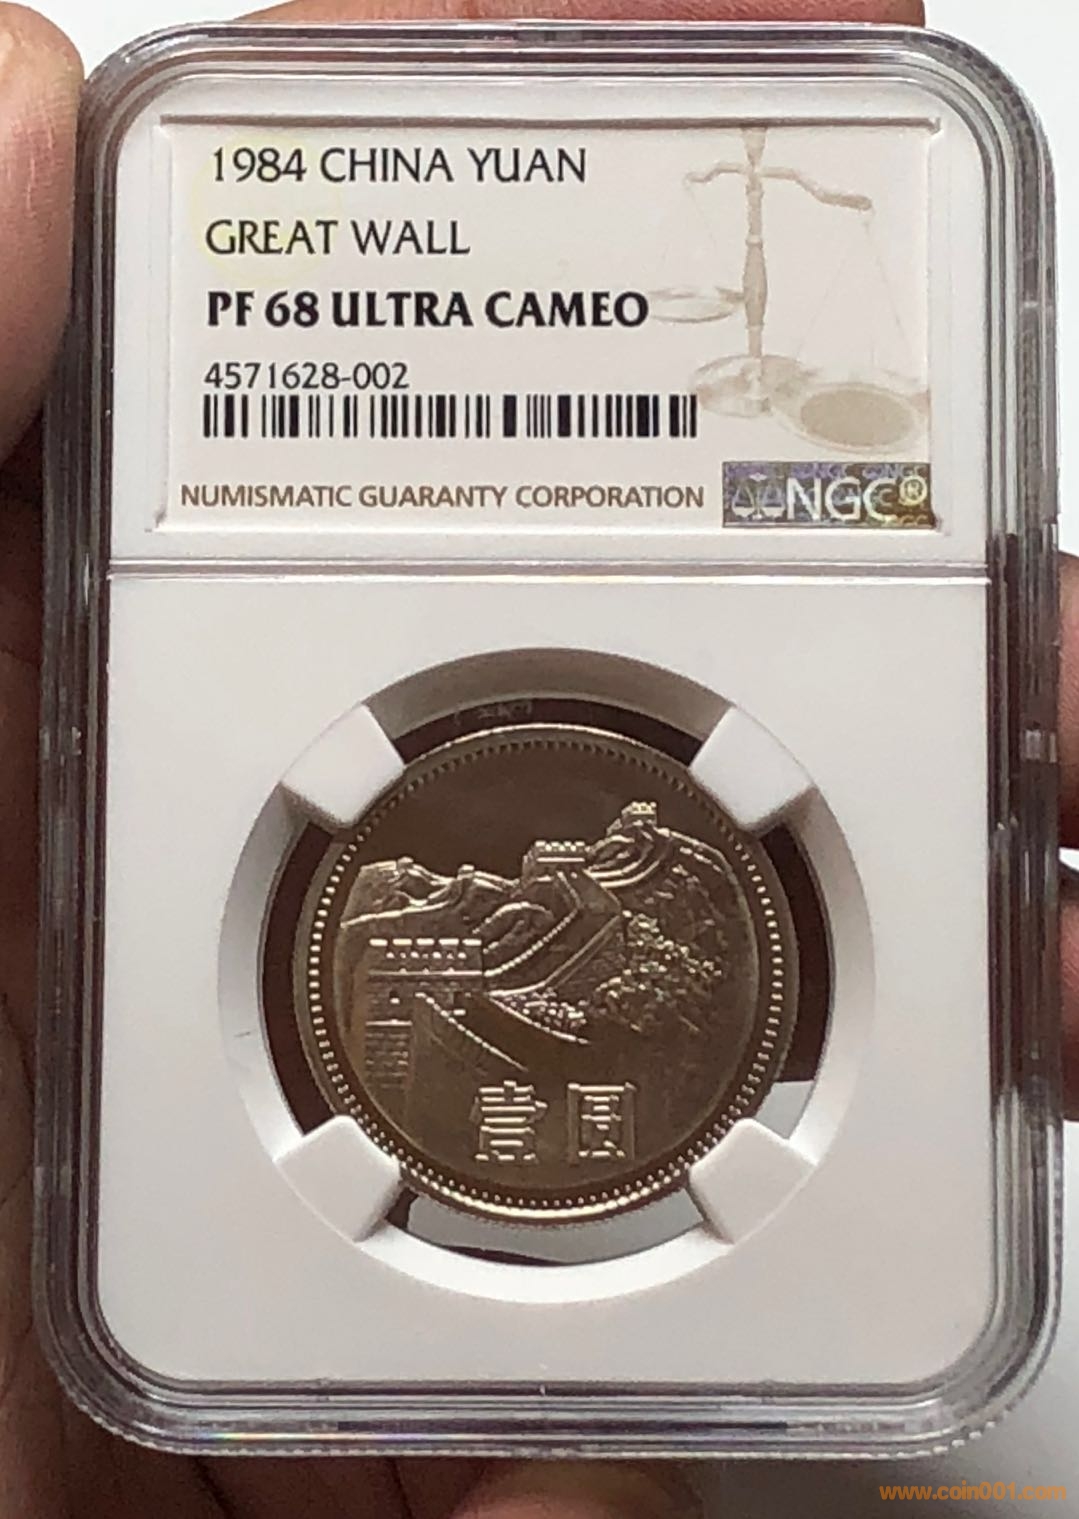 1984 CHINA YUAN
GREAT WALL
PF 68 ULTRA CAMEO
4571628-002
NUMISMATIC GUARANTY CORPORATION
NGC®
壹圓
www.coin001.com